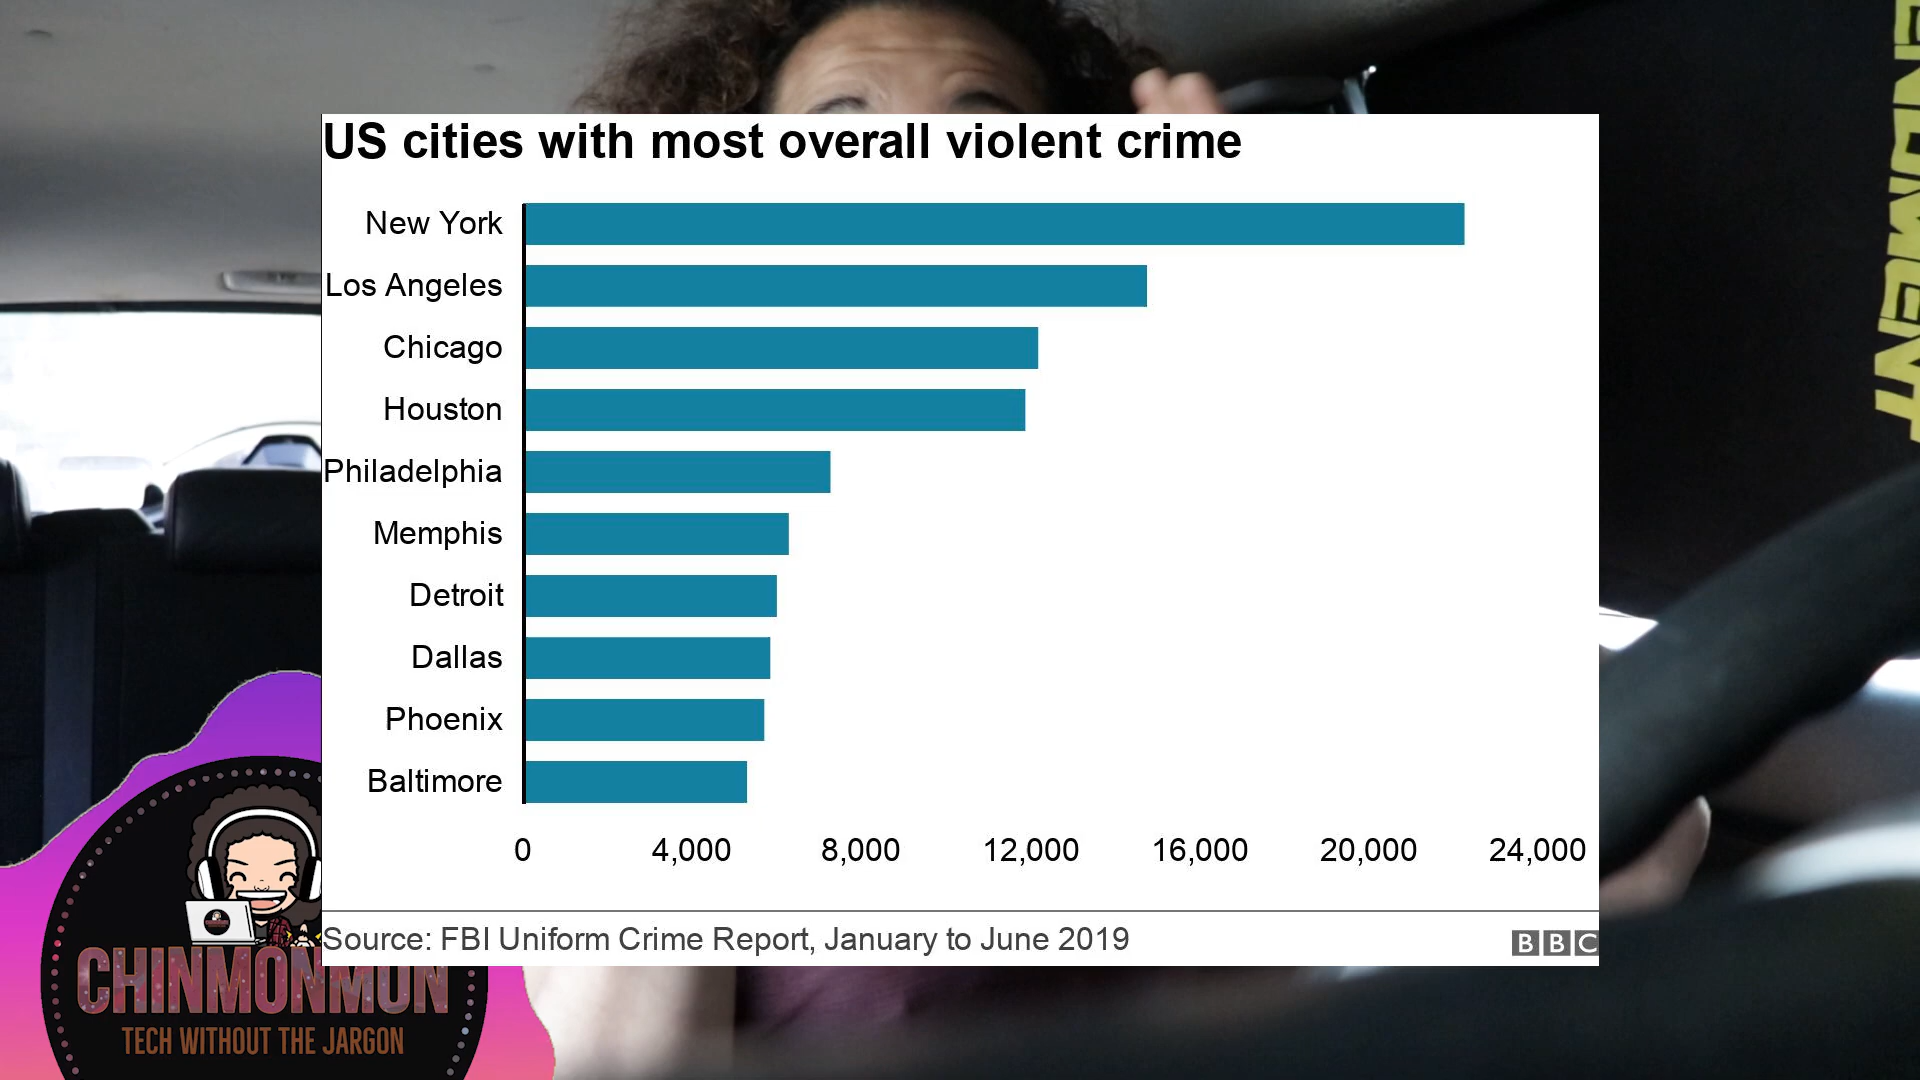 US cities with most overall violent crime
New York
Los Angeles
Chicago
Houston
Philadelphia
Memphis
Detroit
Dallas
Phoenix
Baltimore
0 4,000 8,000 12,000 16,000 20,000 24,000
Source: FBI Uniform Crime Report, January to June 2019
BBC
CHINMONMON
TECH WITHOUT THE JARGON